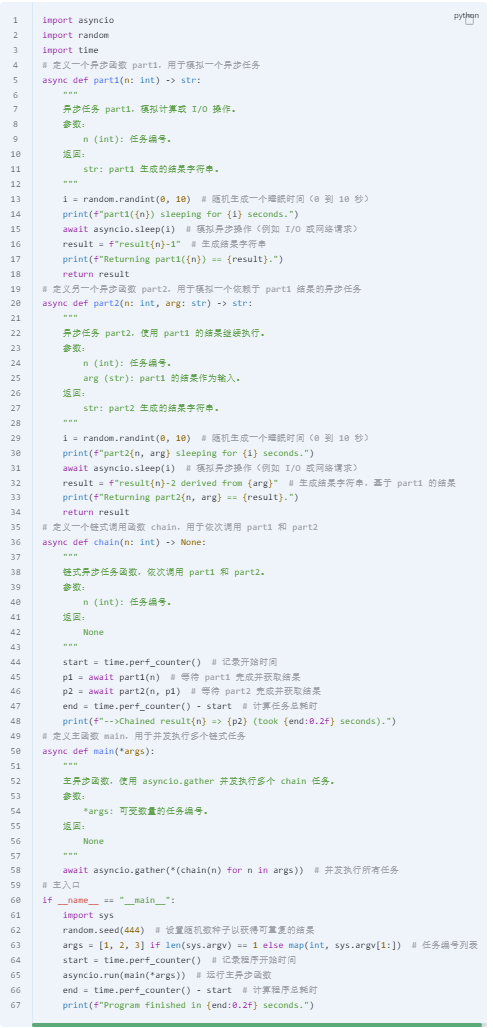 python
1 import asyncio
2 import random
3 import time
4 # 定义一个异步函数 part1，用于模拟一个异步任务
5 async def part1(n: int) -> str:
6     """
7     异步任务 part1，模拟计算或 I/O 操作。
8     参数：
9         n (int): 任务编号。
10     返回：
11         str: part1 生成的结果字符串。
12     """
13     i = random.randint(0, 10)  # 随机生成一个睡眠时间（0 到 10 秒）
14     print(f"part1({n}) sleeping for {i} seconds.")
15     await asyncio.sleep(i)  # 模拟异步操作（例如 I/O 或网络请求）
16     result = f"result{n}-1"  # 生成结果字符串
17     print(f"Returning part1({n}) == {result}.")
18     return result
19 # 定义另一个异步函数 part2，用于模拟一个依赖于 part1 结果的异步任务
20 async def part2(n: int, arg: str) -> str:
21     """
22     异步任务 part2，使用 part1 的结果继续执行。
23     参数：
24         n (int): 任务编号。
25         arg (str): part1 的结果作为输入。
26     返回：
27         str: part2 生成的结果字符串。
28     """
29     i = random.randint(0, 10)  # 随机生成一个睡眠时间（0 到 10 秒）
30     print(f"part2{n, arg} sleeping for {i} seconds.")
31     await asyncio.sleep(i)  # 模拟异步操作（例如 I/O 或网络请求）
32     result = f"result{n}-2 derived from {arg}"  # 生成结果字符串，基于 part1 的结果
33     print(f"Returning part2{n, arg} == {result}.")
34     return result
35 # 定义一个链式调用函数 chain，用于依次调用 part1 和 part2
36 async def chain(n: int) -> None:
37     """
38     链式异步任务函数，依次调用 part1 和 part2。
39     参数：
40         n (int): 任务编号。
41     返回：
42         None
43     """
44     start = time.perf_counter()  # 记录开始时间
45     p1 = await part1(n)  # 等待 part1 完成并获取结果
46     p2 = await part2(n, p1)  # 等待 part2 完成并获取结果
47     end = time.perf_counter() - start  # 计算任务总耗时
48     print(f"-->Chained result{n} => {p2} (took {end:0.2f} seconds).")
49 # 定义主函数 main，用于并发执行多个链式任务
50 async def main(*args):
51     """
52     主异步函数，使用 asyncio.gather 并发执行多个 chain 任务。
53     参数：
54         *args: 可变数量的任务编号。
55     返回：
56         None
57     """
58     await asyncio.gather(*(chain(n) for n in args))  # 并发执行所有任务
59 # 主入口
60 if __name__ == "__main__":
61     import sys
62     random.seed(444)  # 设置随机数种子以获得可重复的结果
63     args = [1, 2, 3] if len(sys.argv) == 1 else map(int, sys.argv[1:])  # 任务编号列表
64     start = time.perf_counter()  # 记录程序开始时间
65     asyncio.run(main(*args))  # 运行主异步函数
66     end = time.perf_counter() - start  # 计算程序总耗时
67     print(f"Program finished in {end:0.2f} seconds.")